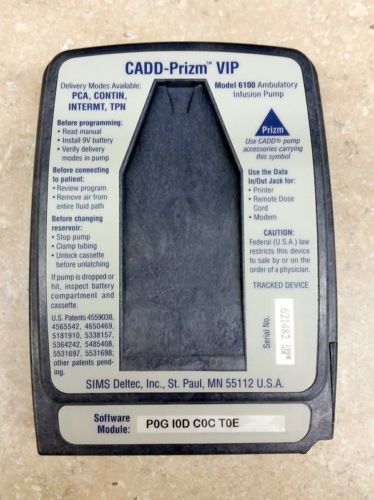 CADD-Prizm™ VIP
Delivery Modes Available:
PCA, CONTIN,
INTERMT, TPN
Before programming:
• Read manual
• Install 9V battery
• Verify delivery
modes in pump
Before connecting
to patient:
• Review program
• Remove air from
entire fluid path
Before changing
reservoir:
• Stop pump
• Clamp tubing
• Unlock cassette
before unlatching
If pump is dropped or
hit, inspect battery
compartment and
cassette.
U.S. Patents 4559038,
4565542, 4650469,
5181910, 5338157,
5364242, 5485408,
5531697, 5531698;
other patents pend-
ing.
Model 6100 Ambulatory
Infusion Pump
Prizm
Use CADD® pump
accessories carrying
this symbol
Use the Data
In/Out Jack for:
• Printer
• Remote Dose
Cord
• Modem
CAUTION:
Federal (U.S.A.) law
restricts this device
to sale by or on the
order of a physician.
TRACKED DEVICE
Serial No.
621482
SIMS Deltec, Inc., St. Paul, MN 55112 U.S.A.
Software
Module:
P0G I0D C0C T0E